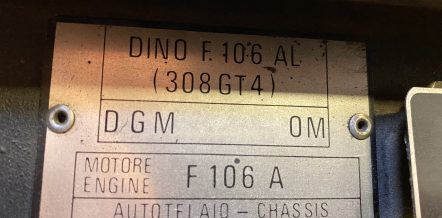 DINO F. 106 AL
(308 GT4)
DGM OM
MOTORE
ENGINE F 106 A
AUTOTELAIO - CHASSIS